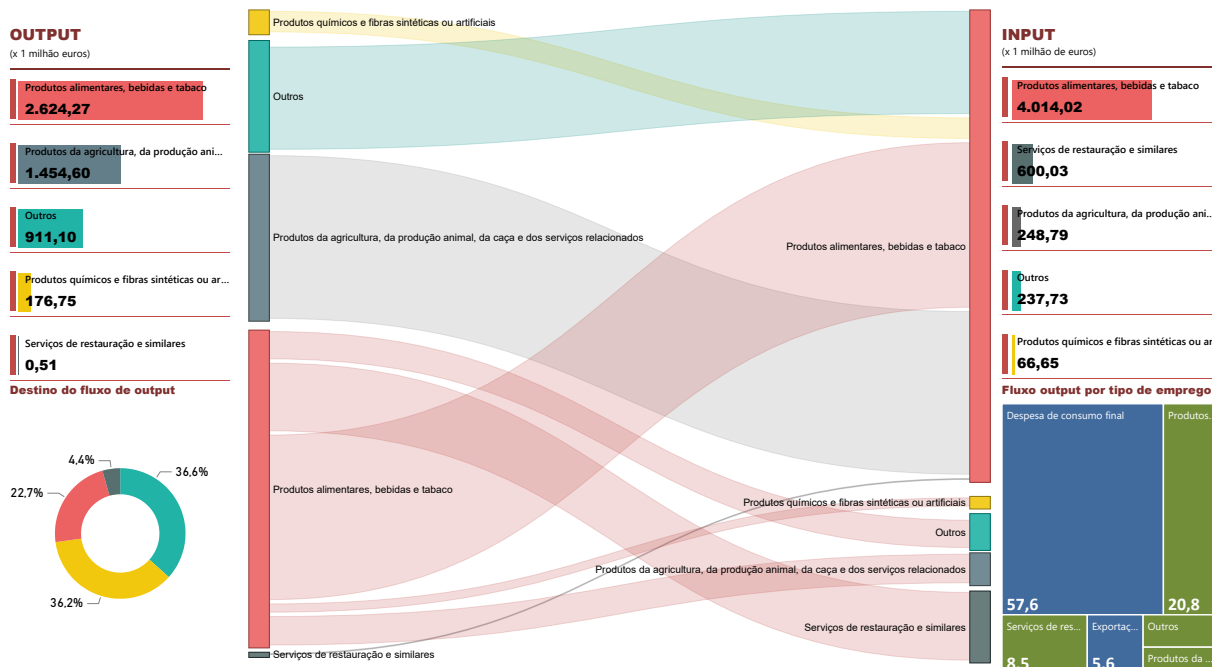 OUTPUT
(x 1 milhão euros)
Produtos alimentares, bebidas e tabaco
2.624,27
Produtos da agricultura, da produção ani...
1.454,60
Outros
911,10
Produtos químicos e fibras sintéticas ou ar...
176,75
Serviços de restauração e similares
0,51
Destino do fluxo de output
4,4%
36,6%
22,7%
36,2%
Produtos químicos e fibras sintéticas ou artificiais
Outros
Produtos da agricultura, da produção animal, da caça e dos serviços relacionados
Produtos alimentares, bebidas e tabaco
Serviços de restauração e similares
Produtos alimentares, bebidas e tabaco
Produtos químicos e fibras sintéticas ou artificiais
Outros
Produtos da agricultura, da produção animal, da caça e dos serviços relacionados
Serviços de restauração e similares
INPUT
(x 1 milhão de euros)
Produtos alimentares, bebidas e tabaco
4.014,02
Serviços de restauração e similares
600,03
Produtos da agricultura, da produção ani..
248,79
Outros
237,73
Produtos químicos e fibras sintéticas ou ar
66,65
Fluxo output por tipo de emprego
Despesa de consumo final
57,6
Produtos.
20,8
Serviços de res...
8,5
Exportaç...
5,6
Outros
Produtos da ...